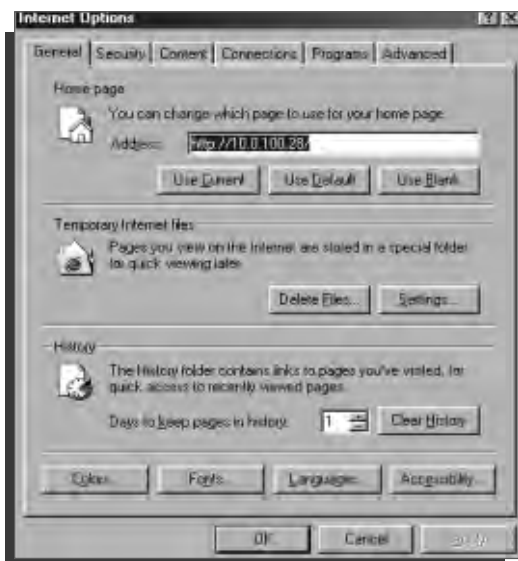 Internet Options
General Security Content Connections Programs Advanced
Home page
You can change which page to use for your home page.
Address: http://10.0.100.28/
Use Current Use Default Use Blank
Temporary Internet files
Pages you view on the Internet are stored in a special folder
for quick viewing later.
Delete Files... Settings...
History
The History folder contains links to pages you've visited, for
quick access to recently viewed pages.
Days to keep pages in history: 1 Clear History
Colors... Fonts... Languages... Accessibility...
OK Cancel Apply